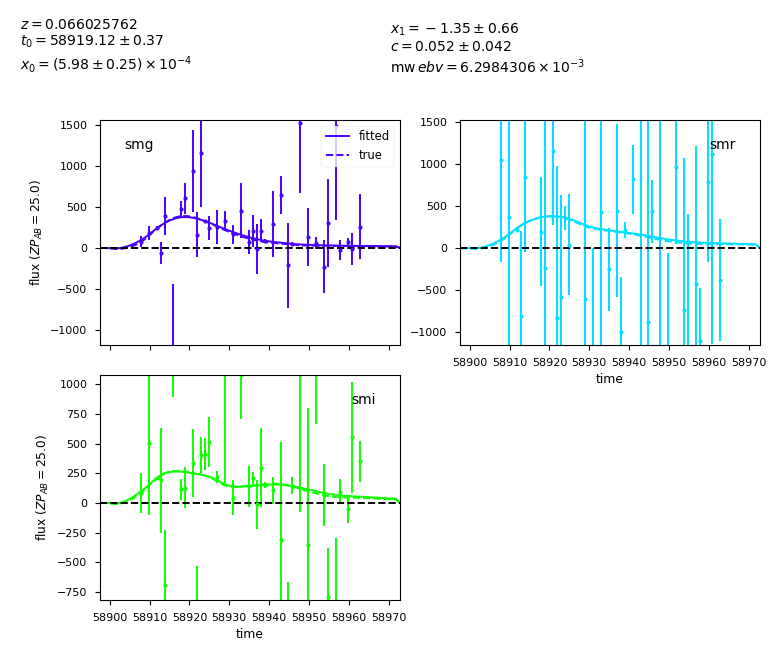 z = 0.066025762
t₀ = 58919.12 ± 0.37
x₀ = (5.98 ± 0.25) × 10⁻⁴
x₁ = −1.35 ± 0.66
c = 0.052 ± 0.042
mw ebv = 6.2984306 × 10⁻³
smg
fitted
true
1500
1000
500
0
−500
−1000
flux (ZP_AB = 25.0)
smr
1500
1000
500
0
−500
−1000
58900 58910 58920 58930 58940 58950 58960 58970
time
smi
1000
750
500
250
0
−250
−500
−750
flux (ZP_AB = 25.0)
58900 58910 58920 58930 58940 58950 58960 58970
time